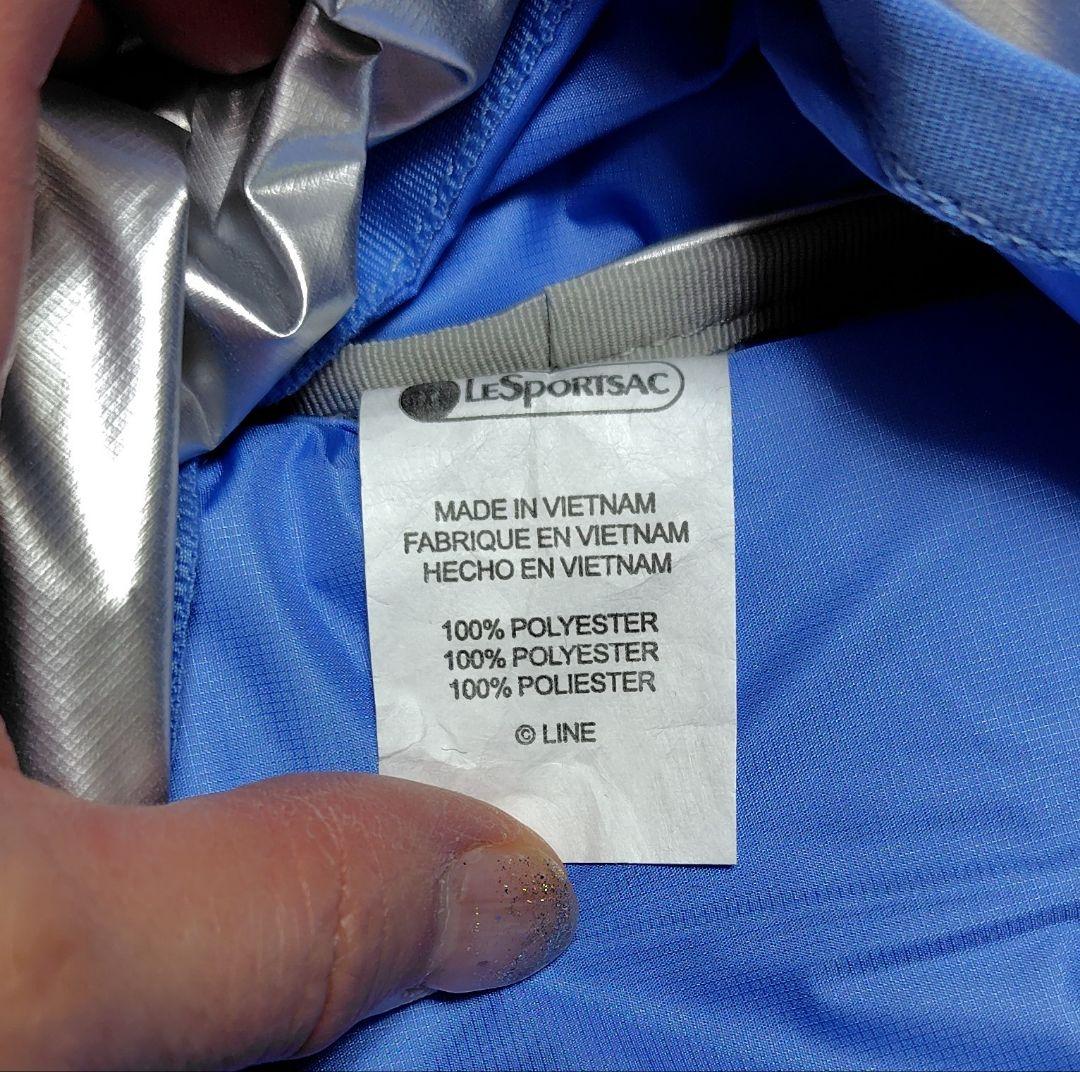 LESPORTSAC
MADE IN VIETNAM
FABRIQUE EN VIETNAM
HECHO EN VIETNAM
100% POLYESTER
100% POLYESTER
100% POLIESTER
© LINE